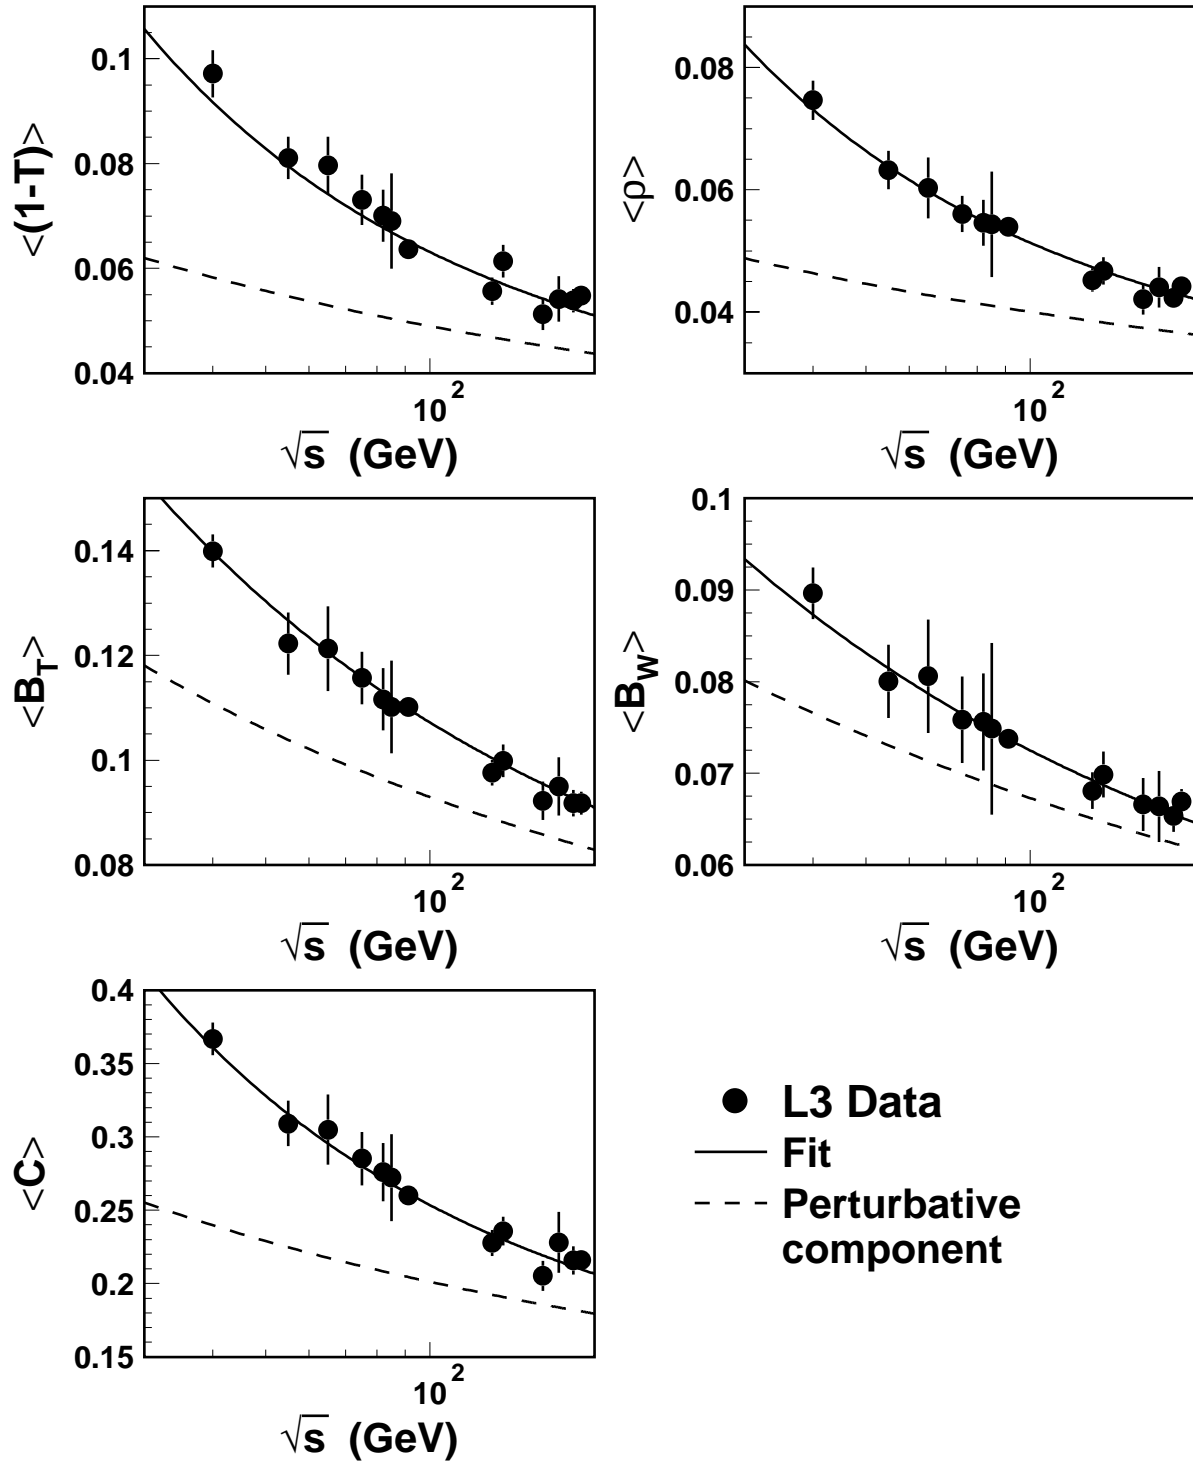 <(1-T)>
0.1
0.08
0.06
0.04
10²
√s (GeV)
<ρ>
0.08
0.06
0.04
10²
√s (GeV)
<B_T>
0.14
0.12
0.1
0.08
10²
√s (GeV)
<B_W>
0.1
0.09
0.08
0.07
0.06
10²
√s (GeV)
<C>
0.4
0.35
0.3
0.25
0.2
0.15
10²
√s (GeV)
L3 Data
Fit
Perturbative
component